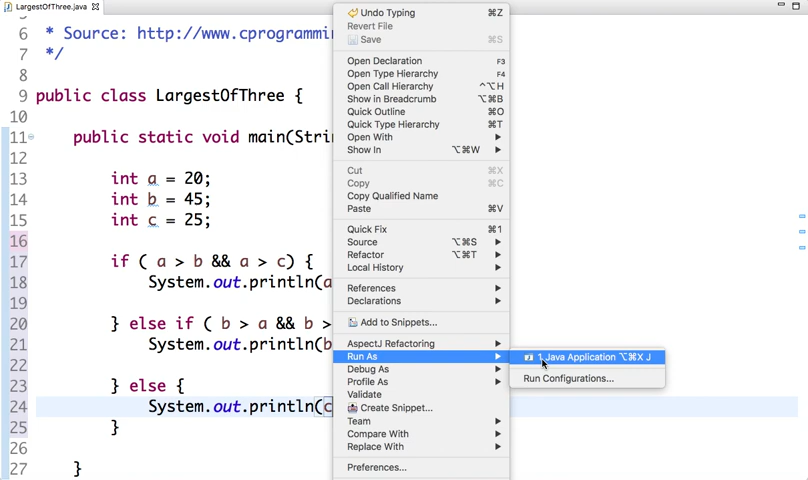 LargestOfThree.java
6 * Source: http://www.cprogrammin
7 */
8
9 public class LargestOfThree {
10
11 public static void main(Strin
12
13 int a = 20;
14 int b = 45;
15 int c = 25;
16
17 if ( a > b && a > c) {
18 System.out.println(a
19
20 } else if ( b > a && b >
21 System.out.println(b
22
23 } else {
24 System.out.println(c
25 }
26
27 }
Undo Typing ⌘Z
Revert File
Save ⌘S
Open Declaration F3
Open Type Hierarchy F4
Open Call Hierarchy ^⌥H
Show in Breadcrumb ⌥⌘B
Quick Outline ⌘O
Quick Type Hierarchy ⌘T
Open With
Show In ⌥⌘W
Cut ⌘X
Copy ⌘C
Copy Qualified Name
Paste ⌘V
Quick Fix ⌘1
Source ⌥⌘S
Refactor ⌥⌘T
Local History
References
Declarations
Add to Snippets...
AspectJ Refactoring
Run As
Debug As
Profile As
Validate
Create Snippet...
Team
Compare With
Replace With
Preferences...
1 Java Application ⌥⌘X J
Run Configurations...